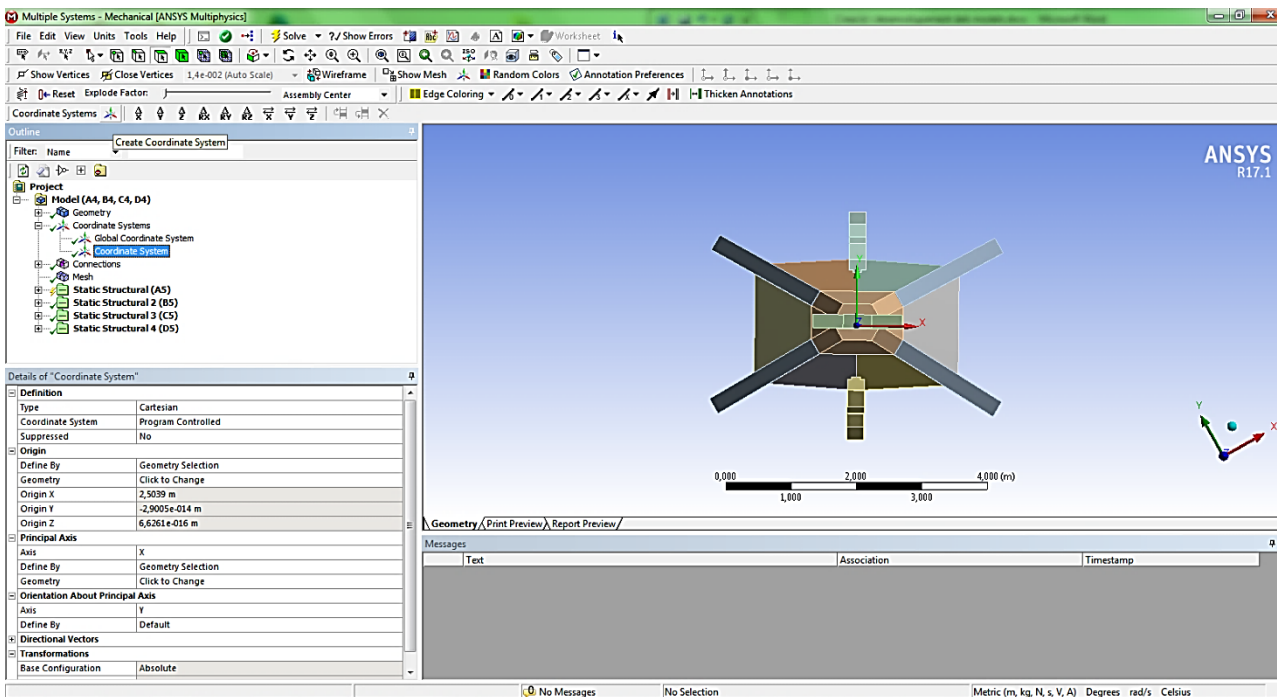 Multiple Systems - Mechanical [ANSYS Multiphysics]
File Edit View Units Tools Help Solve ?/ Show Errors Worksheet
Show Vertices Close Vertices 1,4e-002 (Auto Scale) Wireframe Show Mesh Random Colors Annotation Preferences
Reset Explode Factor: Assembly Center Edge Coloring Thicken Annotations
Coordinate Systems
Outline
Create Coordinate System
Filter: Name
Project
Model (A4, B4, C4, D4)
Geometry
Coordinate Systems
Global Coordinate System
Coordinate System
Connections
Mesh
Static Structural (A5)
Static Structural 2 (B5)
Static Structural 3 (C5)
Static Structural 4 (D5)
ANSYS
R17.1
Y
X
Z
Y
X
Z
0,000 2,000 4,000 (m)
1,000 3,000
Geometry Print Preview Report Preview
Details of "Coordinate System"
Definition
Type Cartesian
Coordinate System Program Controlled
Suppressed No
Origin
Define By Geometry Selection
Geometry Click to Change
Origin X 2,5039 m
Origin Y -2,9005e-014 m
Origin Z 6,6261e-016 m
Principal Axis
Axis X
Define By Geometry Selection
Geometry Click to Change
Orientation About Principal Axis
Axis Y
Define By Default
Directional Vectors
Transformations
Base Configuration Absolute
Messages
Text Association Timestamp
0 No Messages No Selection Metric (m, kg, N, s, V, A) Degrees rad/s Celsius